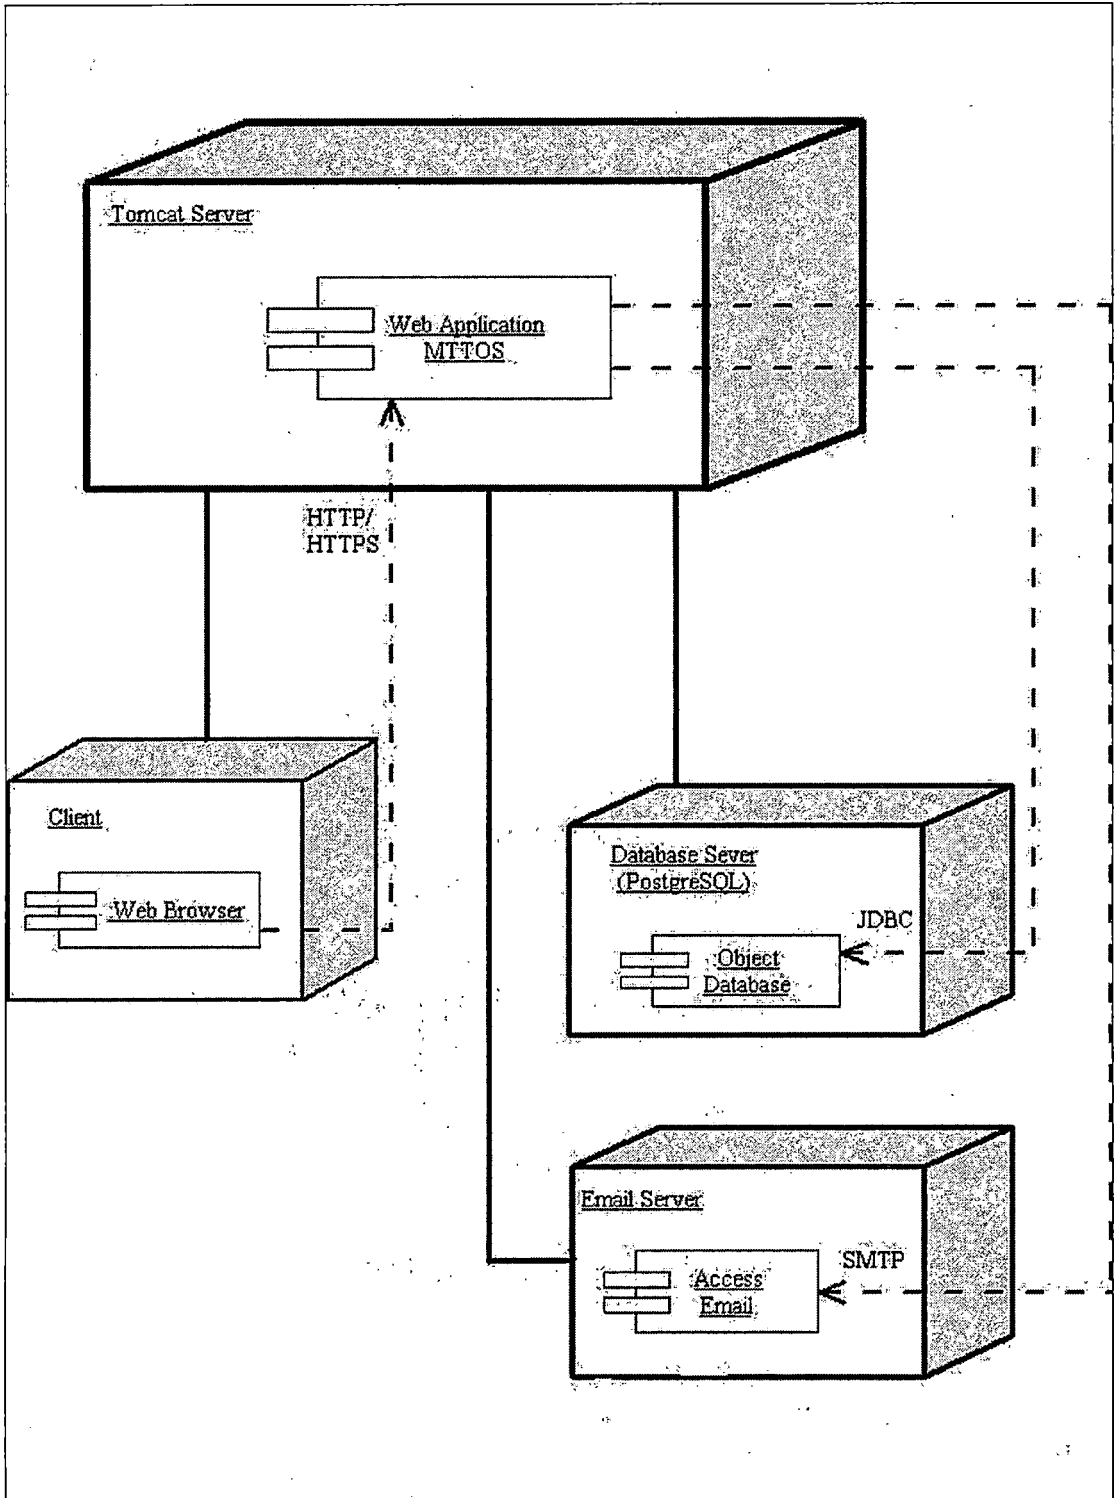 Tomcat Server
Web Application
MTTOS
HTTP/
HTTPS
Client
Web Browser
Database Sever
(PostgreSQL)
JDBC
Object
Database
Email Server
SMTP
Access
Email